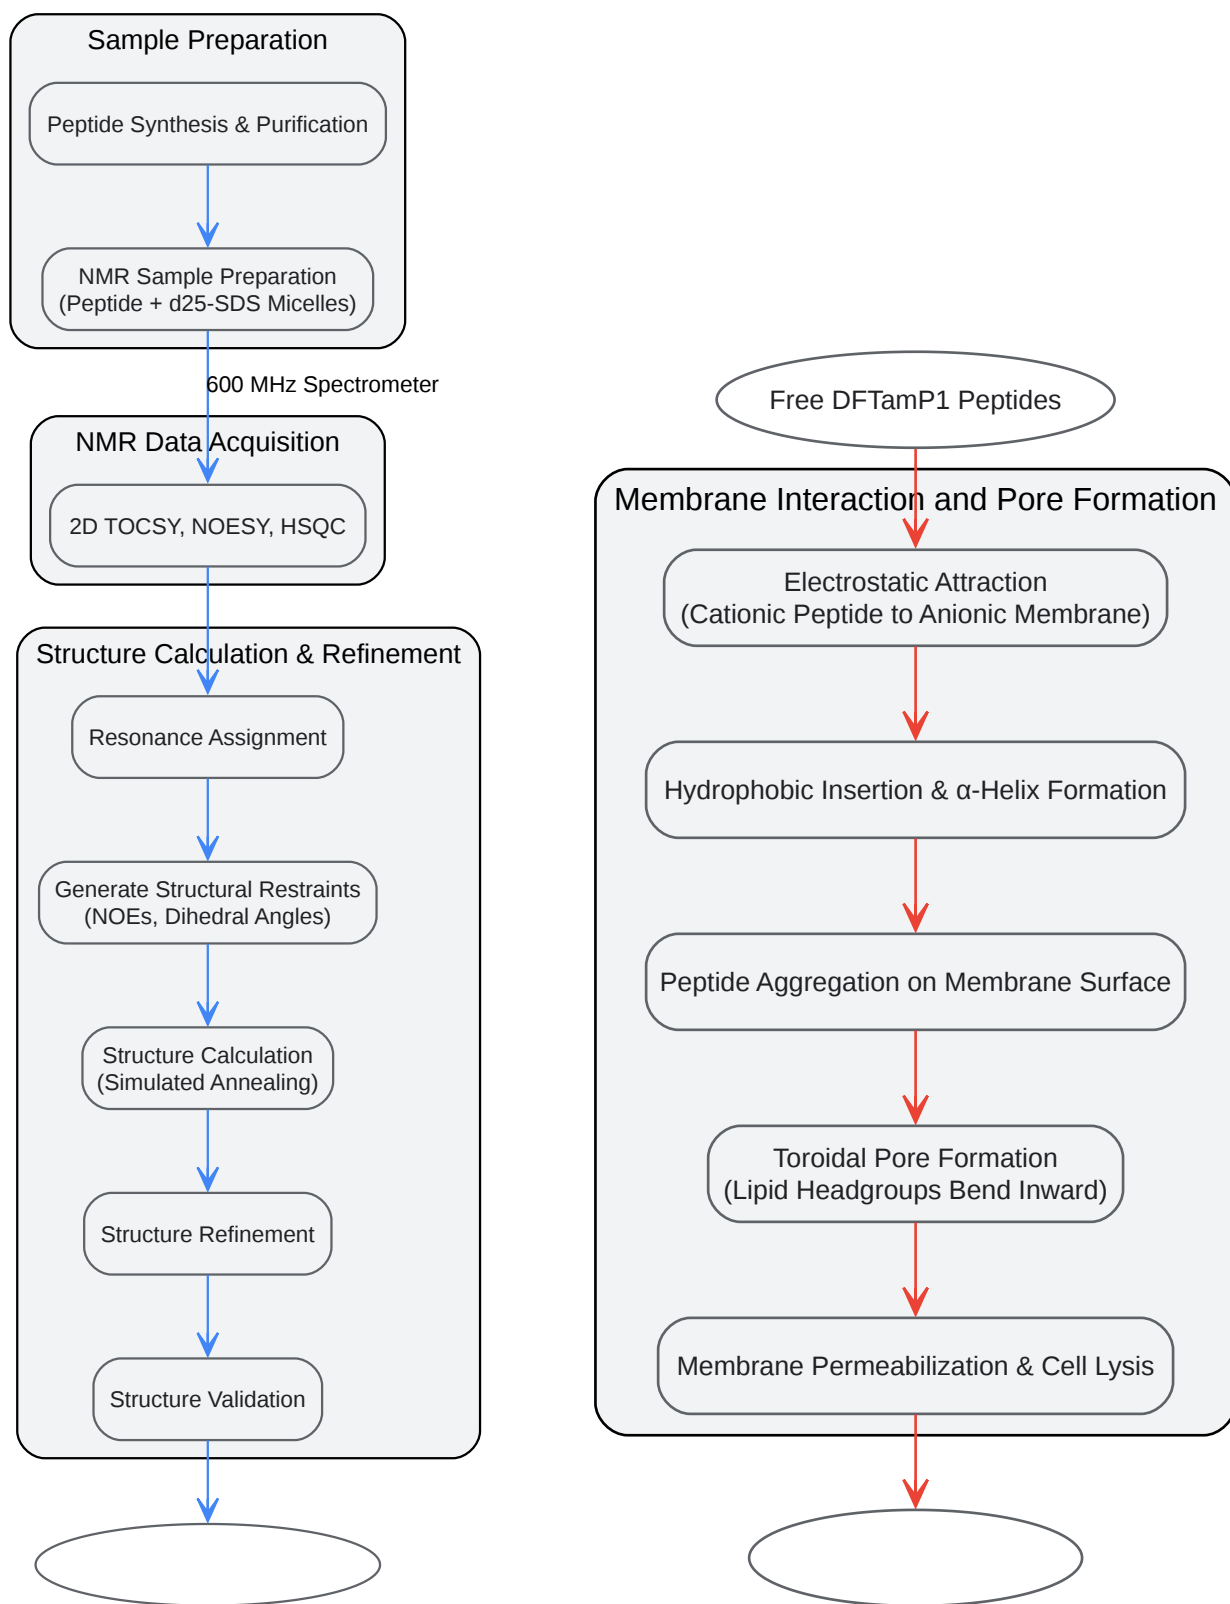 Sample Preparation
Peptide Synthesis & Purification
NMR Sample Preparation
(Peptide + d25-SDS Micelles)
600 MHz Spectrometer
NMR Data Acquisition
2D TOCSY, NOESY, HSQC
Structure Calculation & Refinement
Resonance Assignment
Generate Structural Restraints
(NOEs, Dihedral Angles)
Structure Calculation
(Simulated Annealing)
Structure Refinement
Structure Validation
Free DFTamP1 Peptides
Membrane Interaction and Pore Formation
Electrostatic Attraction
(Cationic Peptide to Anionic Membrane)
Hydrophobic Insertion & α-Helix Formation
Peptide Aggregation on Membrane Surface
Toroidal Pore Formation
(Lipid Headgroups Bend Inward)
Membrane Permeabilization & Cell Lysis